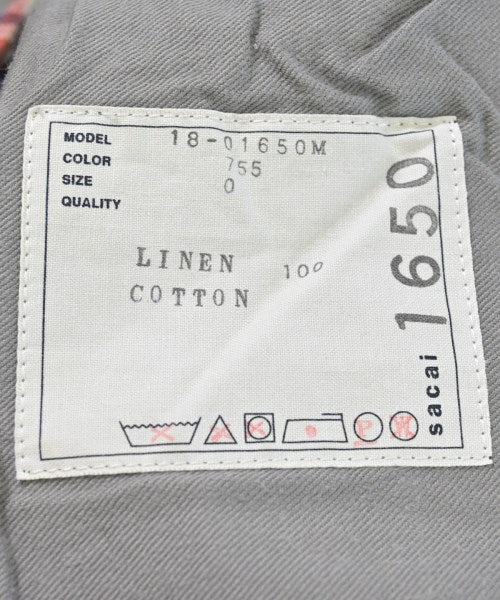 MODEL 18-01650M
COLOR 755
SIZE 0
QUALITY
LINEN 100
COTTON
P W
sacai 1650